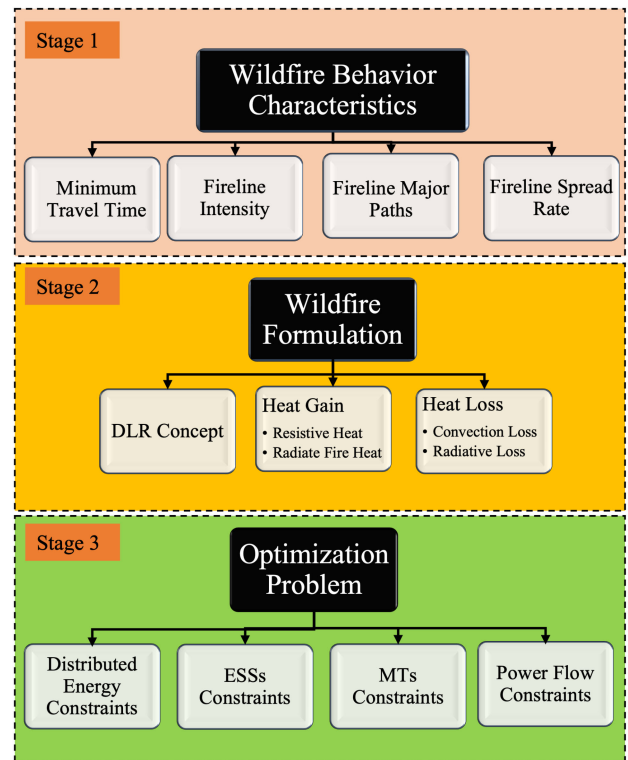 Stage 1
Wildfire Behavior
Characteristics
Minimum
Travel Time
Fireline
Intensity
Fireline Major
Paths
Fireline Spread
Rate
Stage 2
Wildfire
Formulation
DLR Concept
Heat Gain
• Resistive Heat
• Radiate Fire Heat
Heat Loss
• Convection Loss
• Radiative Loss
Stage 3
Optimization
Problem
Distributed
Energy
Constraints
ESSs
Constraints
MTs
Constraints
Power Flow
Constraints